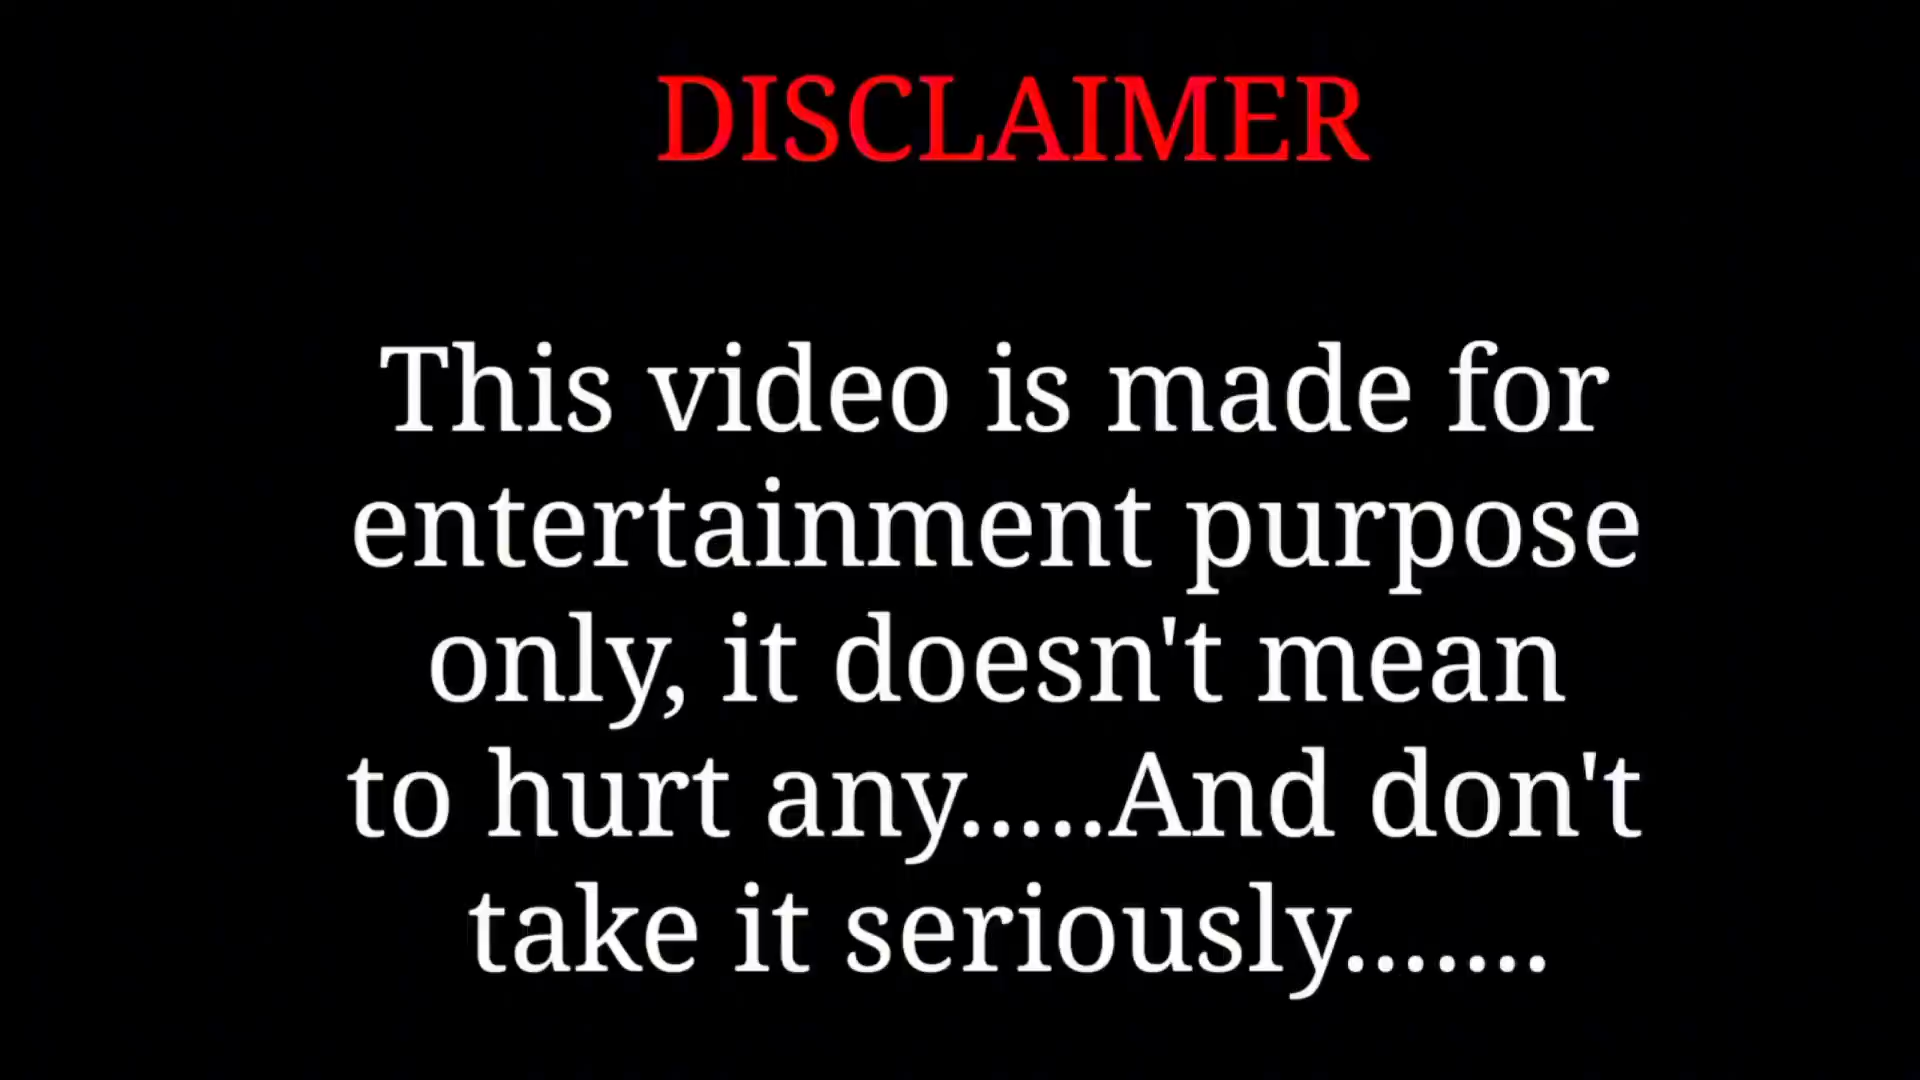 DISCLAIMER
This video is made for
entertainment purpose
only, it doesn't mean
to hurt any.....And don't
take it seriously.......